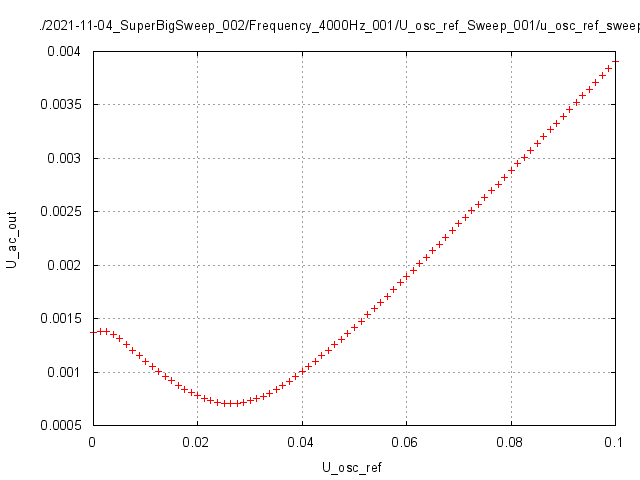 ./2021-11-04_SuperBigSweep_002/Frequency_4000Hz_001/U_osc_ref_Sweep_001/u_osc_ref_sweep
0.004
0.0035
0.003
0.0025
0.002
0.0015
0.001
0.0005
U_ac_out
0 0.02 0.04 0.06 0.08 0.1
U_osc_ref